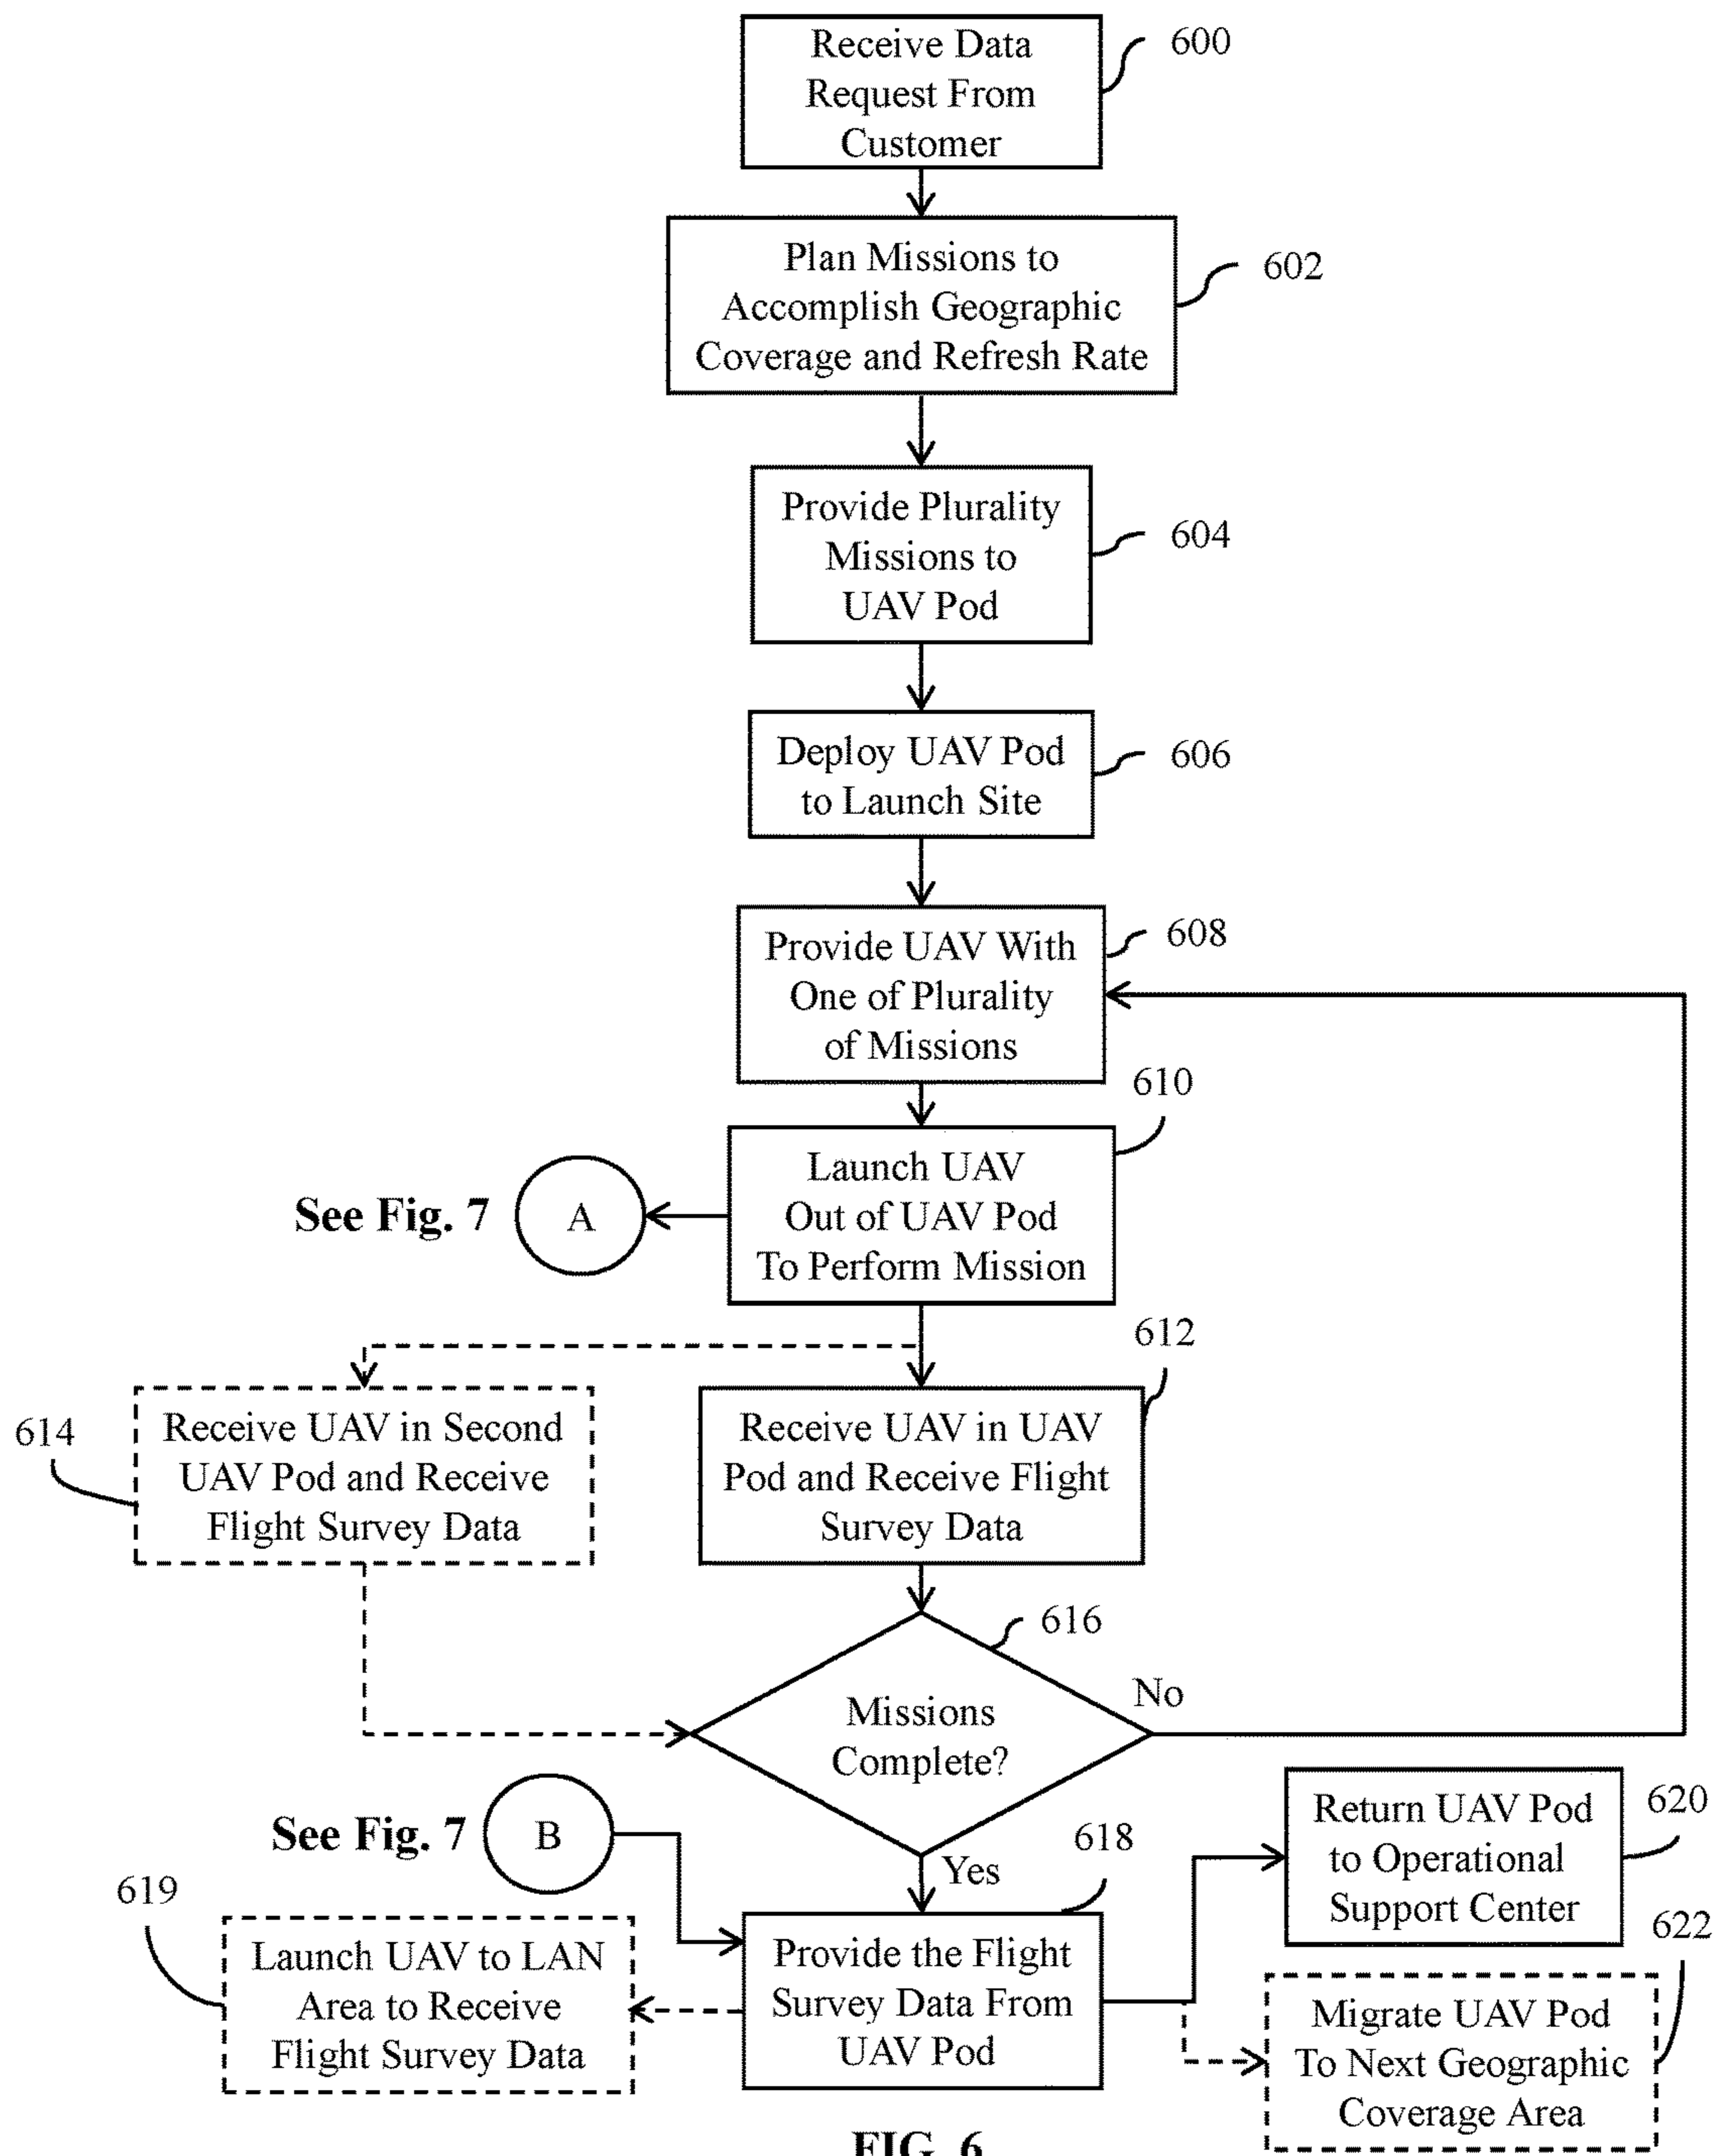 Receive Data
Request From
Customer
600
Plan Missions to
Accomplish Geographic
Coverage and Refresh Rate
602
Provide Plurality
Missions to
UAV Pod
604
Deploy UAV Pod
to Launch Site
606
Provide UAV With
One of Plurality
of Missions
608
610
Launch UAV
Out of UAV Pod
To Perform Mission
See Fig. 7
A
612
Receive UAV in UAV
Pod and Receive Flight
Survey Data
614
Receive UAV in Second
UAV Pod and Receive
Flight Survey Data
616
Missions
Complete?
No
Yes
See Fig. 7
B
618
Provide the Flight
Survey Data From
UAV Pod
619
Launch UAV to LAN
Area to Receive
Flight Survey Data
Return UAV Pod
to Operational
Support Center
620
622
Migrate UAV Pod
To Next Geographic
Coverage Area
FIG. 6